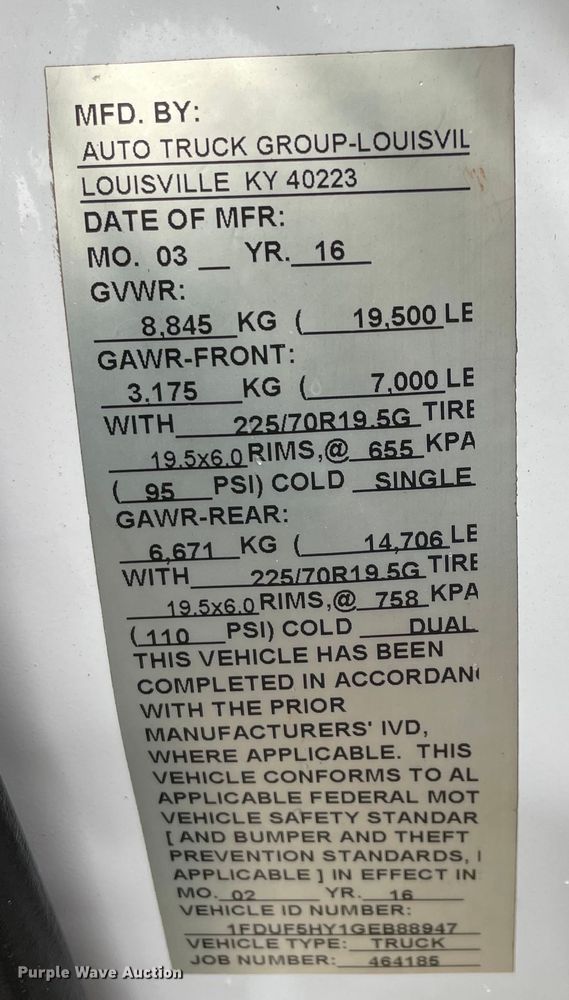 MFD. BY:
AUTO TRUCK GROUP-LOUISVIL
LOUISVILLE KY 40223
DATE OF MFR:
MO. 03 __ YR. 16
GVWR:
8,845 KG ( 19,500 LE
GAWR-FRONT:
3,175 KG ( 7,000 LE
WITH 225/70R19.5G TIRE
19.5x6.0 RIMS,@ 655 KPA
( 95 PSI) COLD SINGLE
GAWR-REAR:
6,671 KG ( 14,706 LE
WITH 225/70R19.5G TIRE
19.5x6.0 RIMS,@ 758 KPA
(110 PSI) COLD DUAL
THIS VEHICLE HAS BEEN
COMPLETED IN ACCORDAN
WITH THE PRIOR
MANUFACTURERS' IVD,
WHERE APPLICABLE. THIS
VEHICLE CONFORMS TO AL
APPLICABLE FEDERAL MOT
VEHICLE SAFETY STANDAR
[ AND BUMPER AND THEFT
PREVENTION STANDARDS, I
APPLICABLE ] IN EFFECT IN
MO. 02 YR. 16
VEHICLE ID NUMBER:
1FDUF5HY1GEB88947
VEHICLE TYPE: TRUCK
JOB NUMBER: 464185
Purple Wave Auction